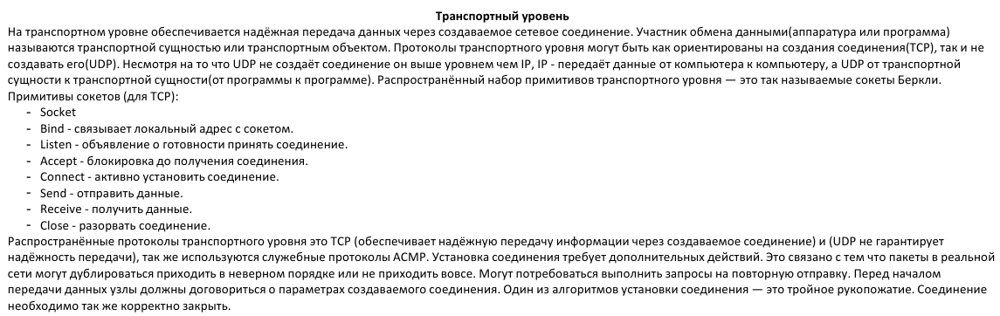 Транспортный уровень
На транспортном уровне обеспечивается надёжная передача данных через создаваемое сетевое соединение. Участник обмена данными(аппаратура или программа)
называются транспортной сущностью или транспортным объектом. Протоколы транспортного уровня могут быть как ориентированы на создания соединения(TCP), так и не
создавать его(UDP). Несмотря на то что UDP не создаёт соединение он выше уровнем чем IP, IP - передаёт данные от компьютера к компьютеру, а UDP от транспортной
сущности к транспортной сущности(от программы к программе). Распространённый набор примитивов транспортного уровня — это так называемые сокеты Беркли.
Примитивы сокетов (для TCP):
- Socket
- Bind - связывает локальный адрес с сокетом.
- Listen - объявление о готовности принять соединение.
- Accept - блокировка до получения соединения.
- Connect - активно установить соединение.
- Send - отправить данные.
- Receive - получить данные.
- Close - разорвать соединение.
Распространённые протоколы транспортного уровня это TCP (обеспечивает надёжную передачу информации через создаваемое соединение) и (UDP не гарантирует
надёжность передачи), так же используются служебные протоколы ACMP. Установка соединения требует дополнительных действий. Это связано с тем что пакеты в реальной
сети могут дублироваться приходить в неверном порядке или не приходить вовсе. Могут потребоваться выполнить запросы на повторную отправку. Перед началом
передачи данных узлы должны договориться о параметрах создаваемого соединения. Один из алгоритмов установки соединения — это тройное рукопожатие. Соединение
необходимо так же корректно закрыть.